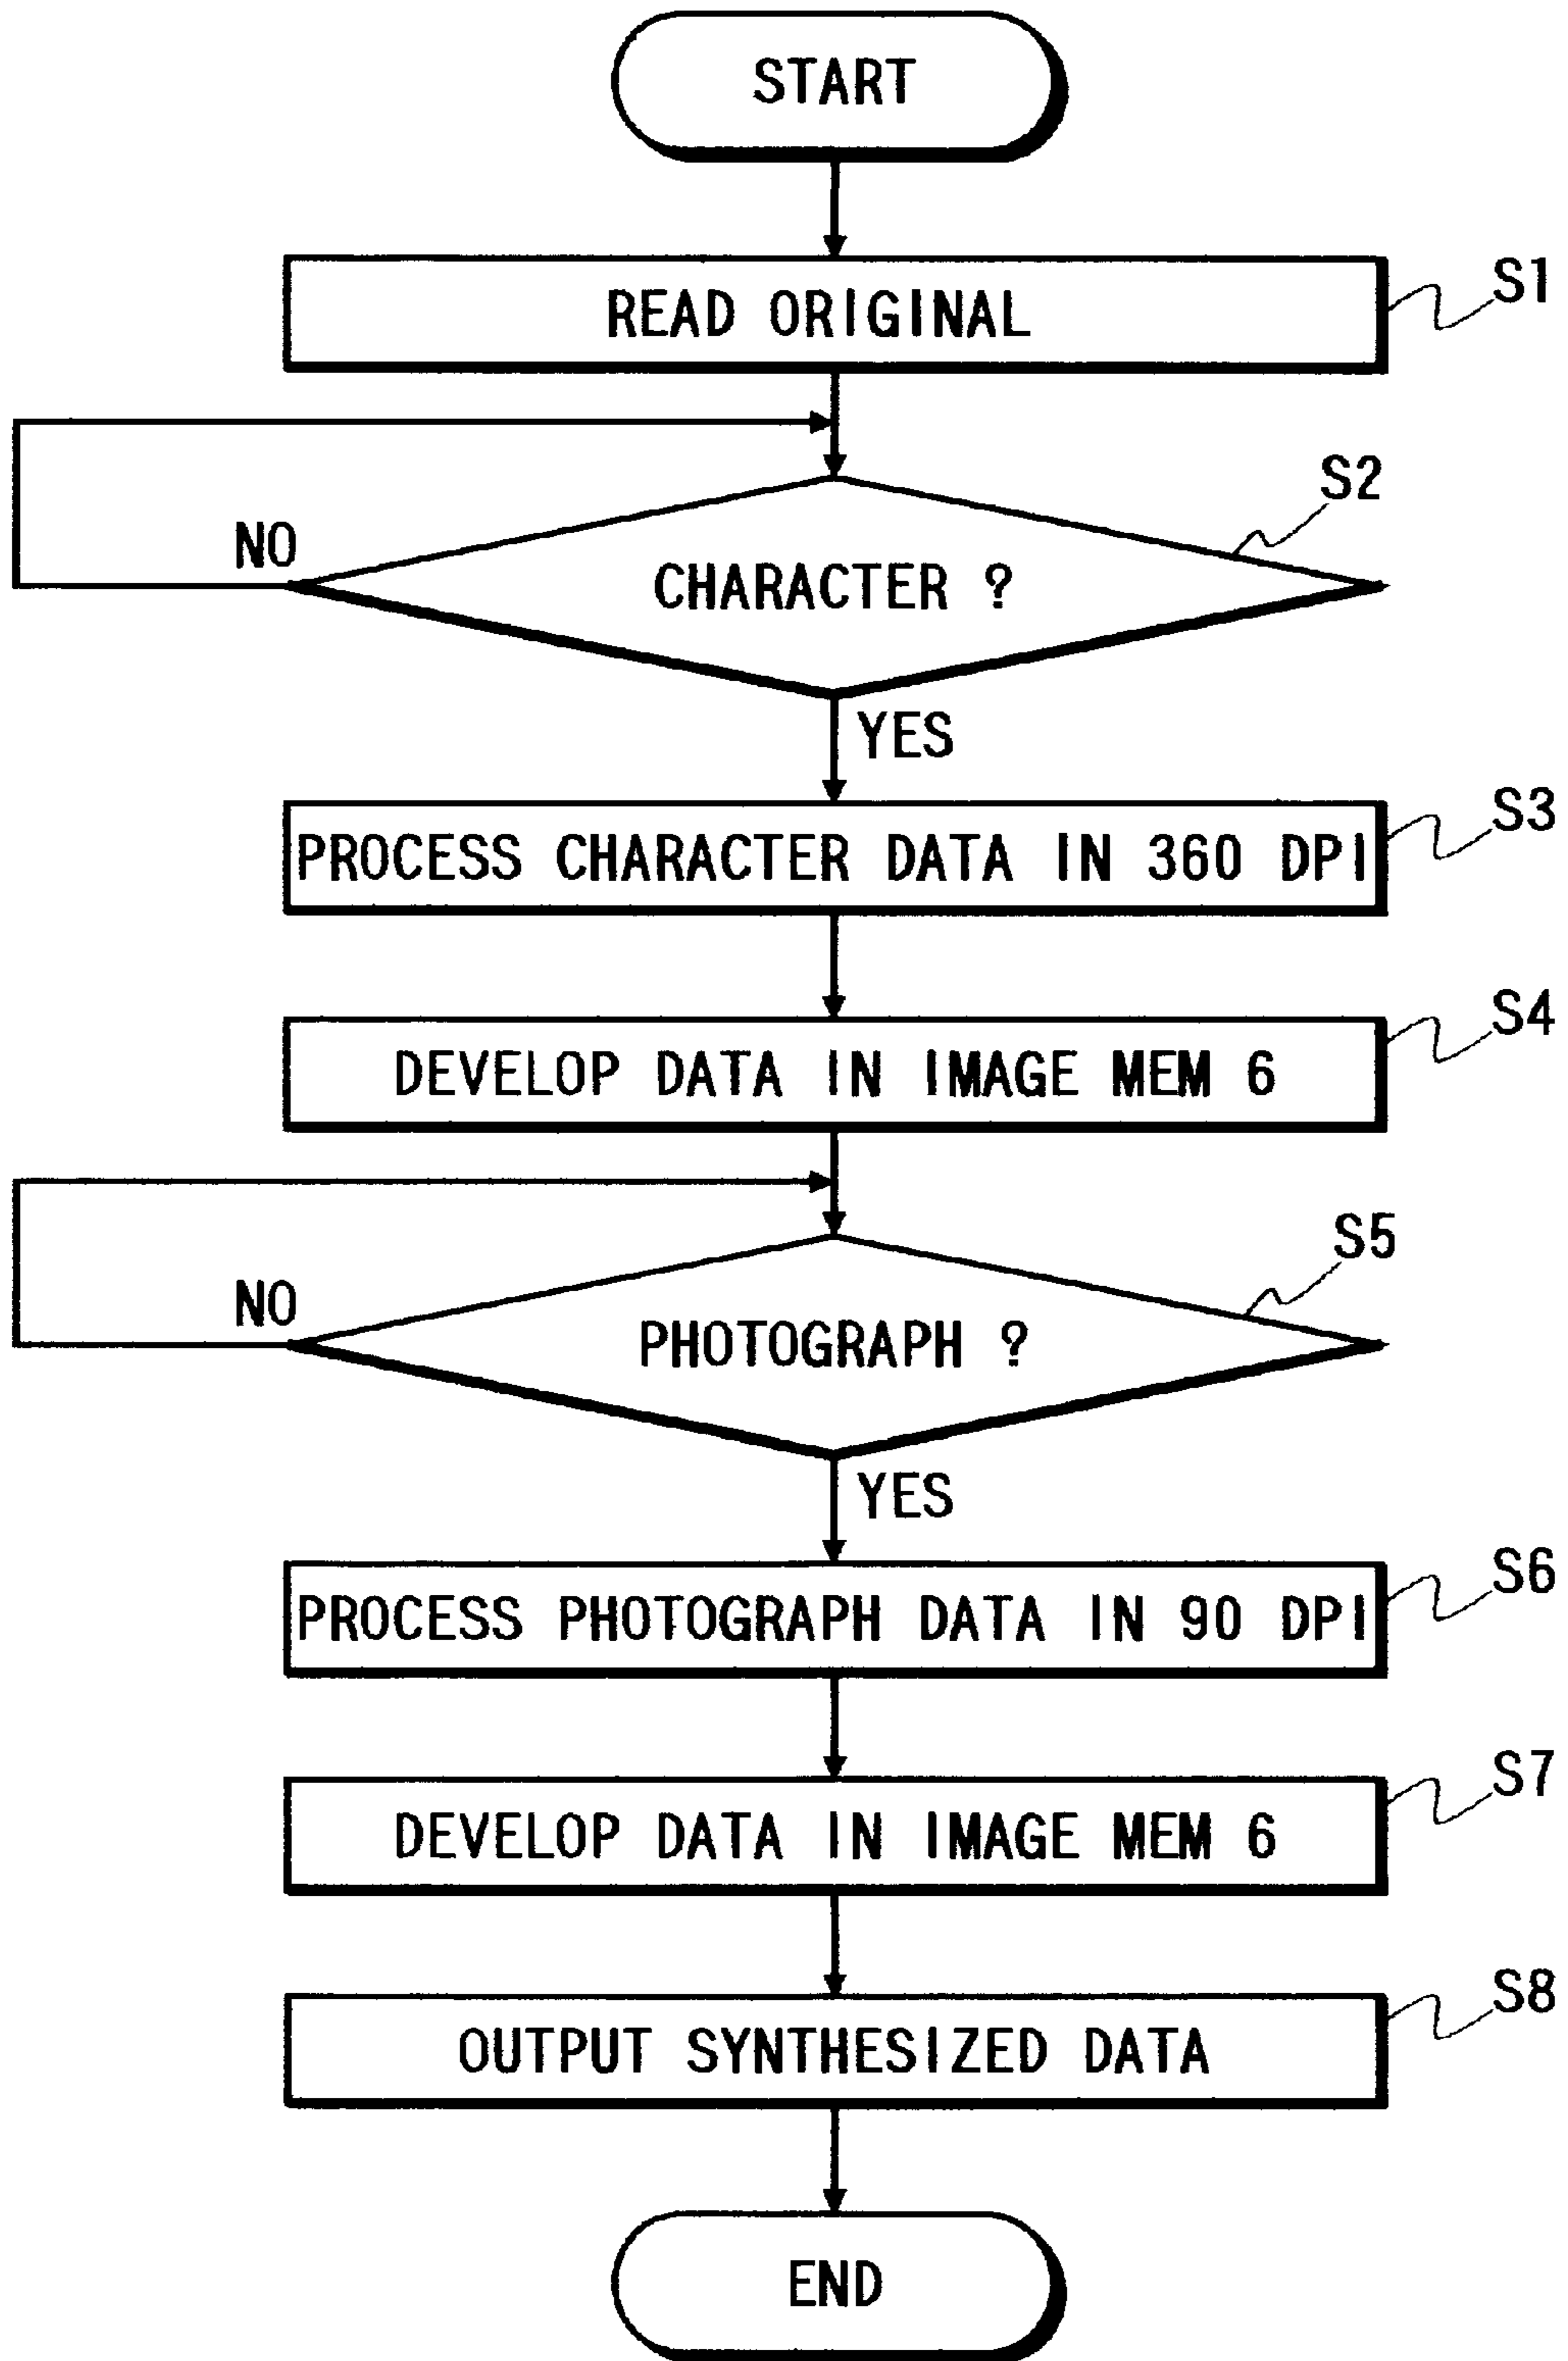 START
READ ORIGINAL
S1
S2
NO
CHARACTER ?
YES
S3
PROCESS CHARACTER DATA IN 360 DPI
S4
DEVELOP DATA IN IMAGE MEM 6
S5
NO
PHOTOGRAPH ?
YES
S6
PROCESS PHOTOGRAPH DATA IN 90 DPI
S7
DEVELOP DATA IN IMAGE MEM 6
S8
OUTPUT SYNTHESIZED DATA
END